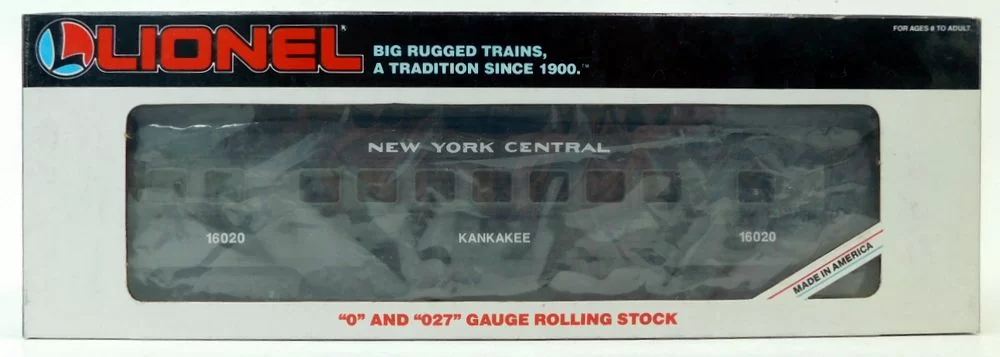 LIONEL
BIG RUGGED TRAINS,
A TRADITION SINCE 1900.™
FOR AGES 8 TO ADULT.
NEW YORK CENTRAL
16020 KANKAKEE 16020
MADE IN AMERICA
"O" AND "027" GAUGE ROLLING STOCK